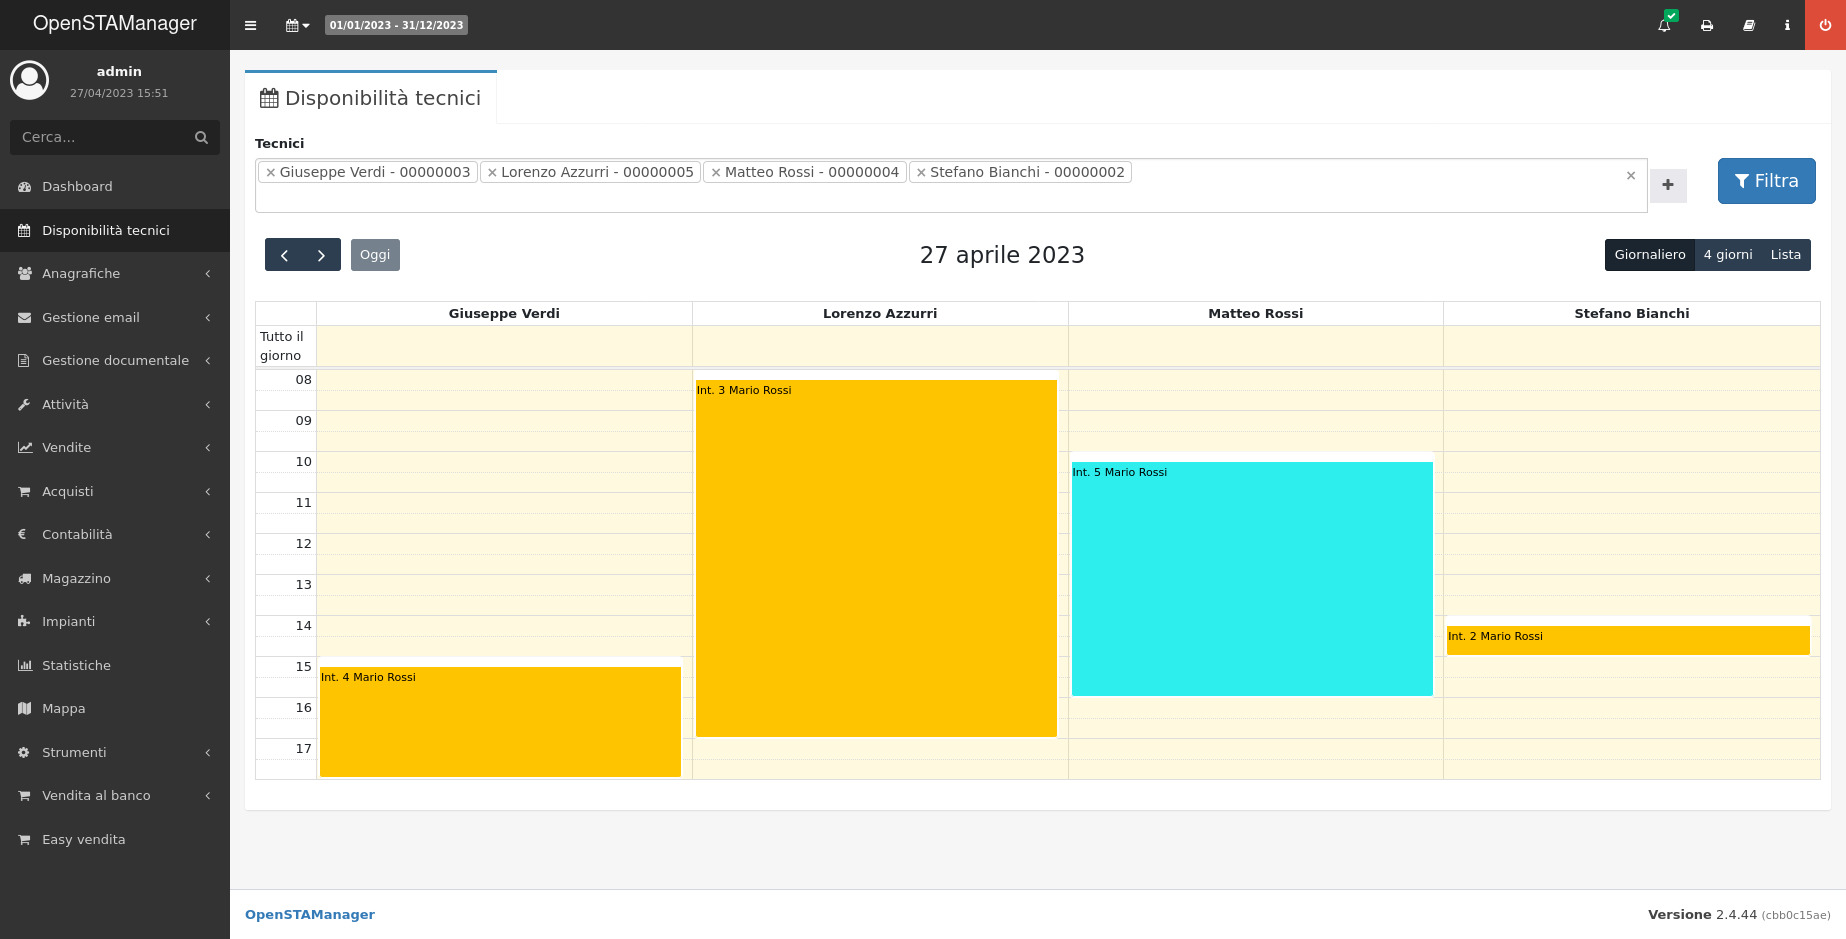 OpenSTAManager
01/01/2023 - 31/12/2023
admin
27/04/2023 15:51
Cerca...
Dashboard
Disponibilità tecnici
Anagrafiche
Gestione email
Gestione documentale
Attività
Vendite
Acquisti
€ Contabilità
Magazzino
Impianti
Statistiche
Mappa
Strumenti
Vendita al banco
Easy vendita
Disponibilità tecnici
Tecnici
× Giuseppe Verdi - 00000003 × Lorenzo Azzurri - 00000005 × Matteo Rossi - 00000004 × Stefano Bianchi - 00000002 ×
+
Filtra
Oggi
27 aprile 2023
Giornaliero 4 giorni Lista
Giuseppe Verdi Lorenzo Azzurri Matteo Rossi Stefano Bianchi
Tutto il
giorno
08
Int. 3 Mario Rossi
09
10
Int. 5 Mario Rossi
11
12
13
14
Int. 2 Mario Rossi
15
Int. 4 Mario Rossi
16
17
OpenSTAManager
Versione 2.4.44 (cbb0c15ae)